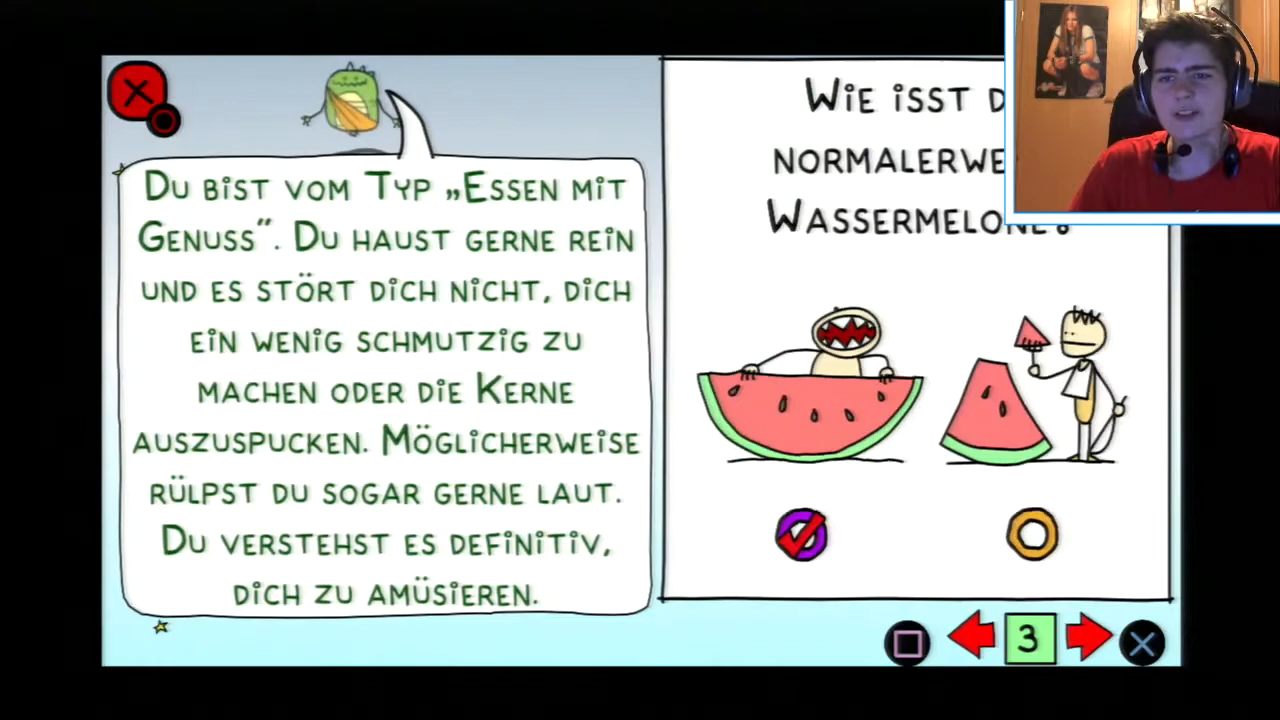 Du bist vom Typ „Essen mit
Genuss“. Du haust gerne rein
und es stört dich nicht, dich
ein wenig schmutzig zu
machen oder die Kerne
auszuspucken. Möglicherweise
rülpst du sogar gerne laut.
Du verstehst es definitiv,
dich zu amüsieren.
Wie isst
normalerwe
Wassermelone?
3